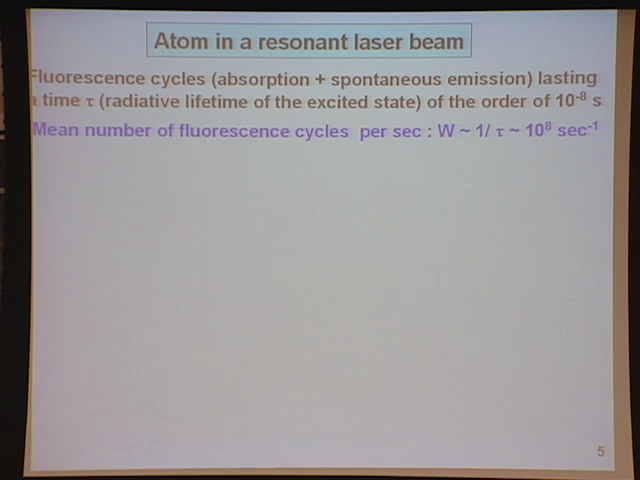 Atom in a resonant laser beam
Fluorescence cycles (absorption + spontaneous emission) lasting
a time τ (radiative lifetime of the excited state) of the order of 10⁻⁸ s
Mean number of fluorescence cycles per sec : W ~ 1/ τ ~ 10⁸ sec⁻¹
5